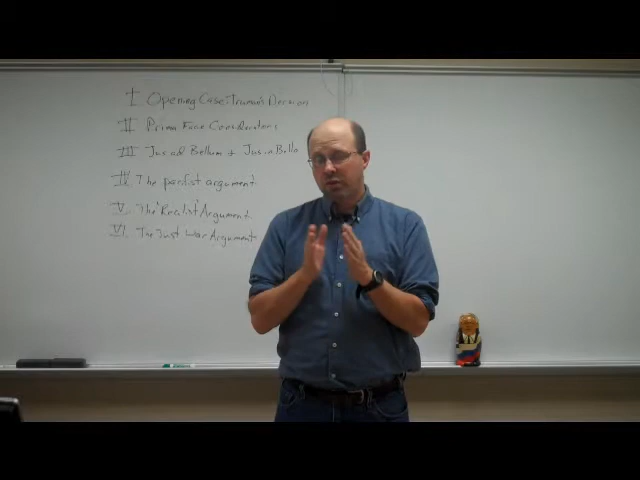 I Opening Case: Truman's Decision
II Prima Facie Considerations
III Jus ad Bellum + Jus in Bello
IV The pacifist argument
V. The Realist Argument
VI. The Just War Arguments